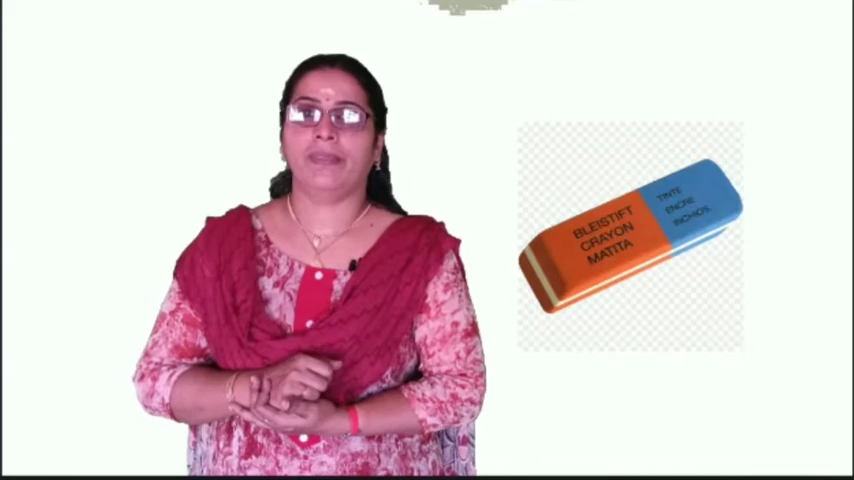 BLEISTIFT
CRAYON
MATITA
TINTE
ENCRE
INCHIOS.